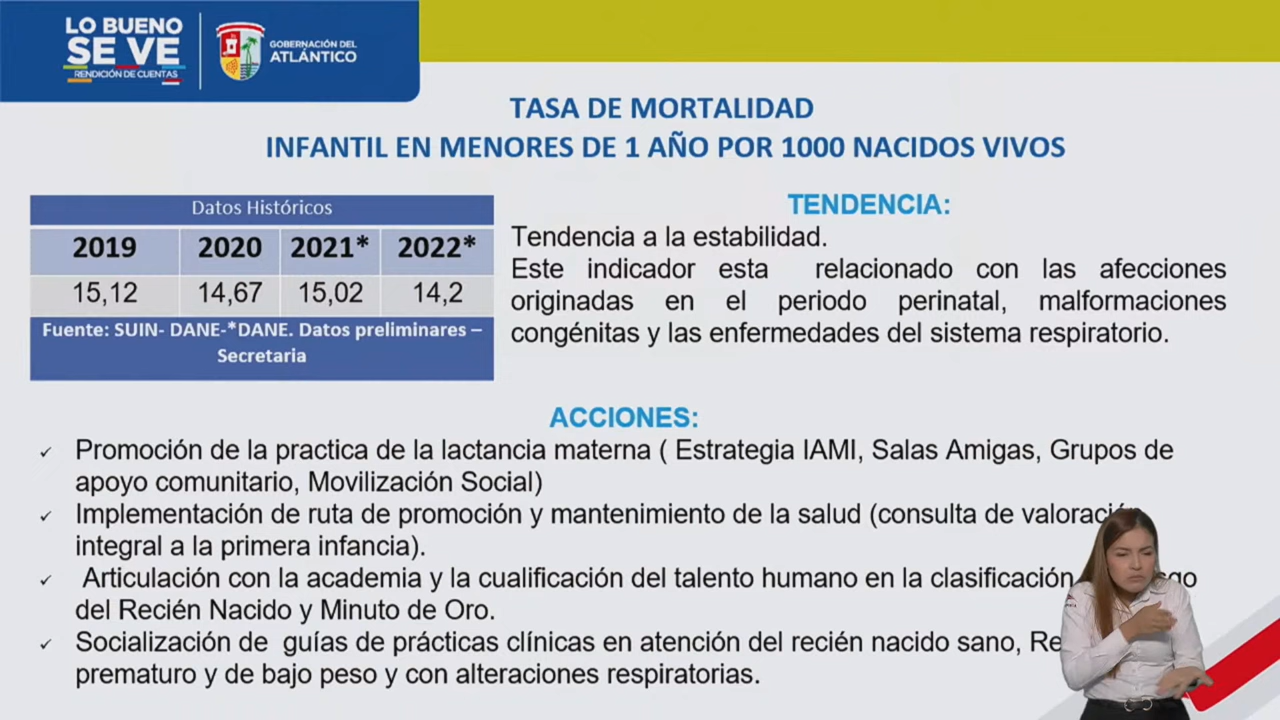 LO BUENO
SE VE
RENDICIÓN DE CUENTAS
GOBERNACIÓN DEL
ATLÁNTICO
TASA DE MORTALIDAD
INFANTIL EN MENORES DE 1 AÑO POR 1000 NACIDOS VIVOS
Datos Históricos
2019 2020 2021* 2022*
15,12 14,67 15,02 14,2
Fuente: SUIN- DANE-*DANE. Datos preliminares –
Secretaria
TENDENCIA:
Tendencia a la estabilidad.
Este indicador esta relacionado con las afecciones
originadas en el periodo perinatal, malformaciones
congénitas y las enfermedades del sistema respiratorio.
ACCIONES:
✓ Promoción de la practica de la lactancia materna ( Estrategia IAMI, Salas Amigas, Grupos de
apoyo comunitario, Movilización Social)
✓ Implementación de ruta de promoción y mantenimiento de la salud (consulta de valoración
integral a la primera infancia).
✓ Articulación con la academia y la cualificación del talento humano en la clasificación
del Recién Nacido y Minuto de Oro.
✓ Socialización de guías de prácticas clínicas en atención del recién nacido sano,
prematuro y de bajo peso y con alteraciones respiratorias.